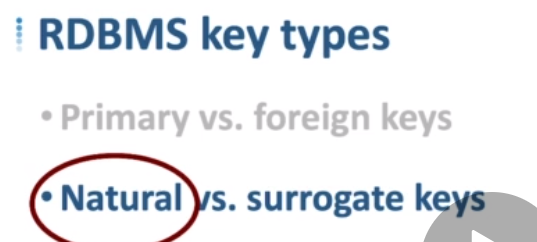 RDBMS key types
• Primary vs. foreign keys
• Natural vs. surrogate keys